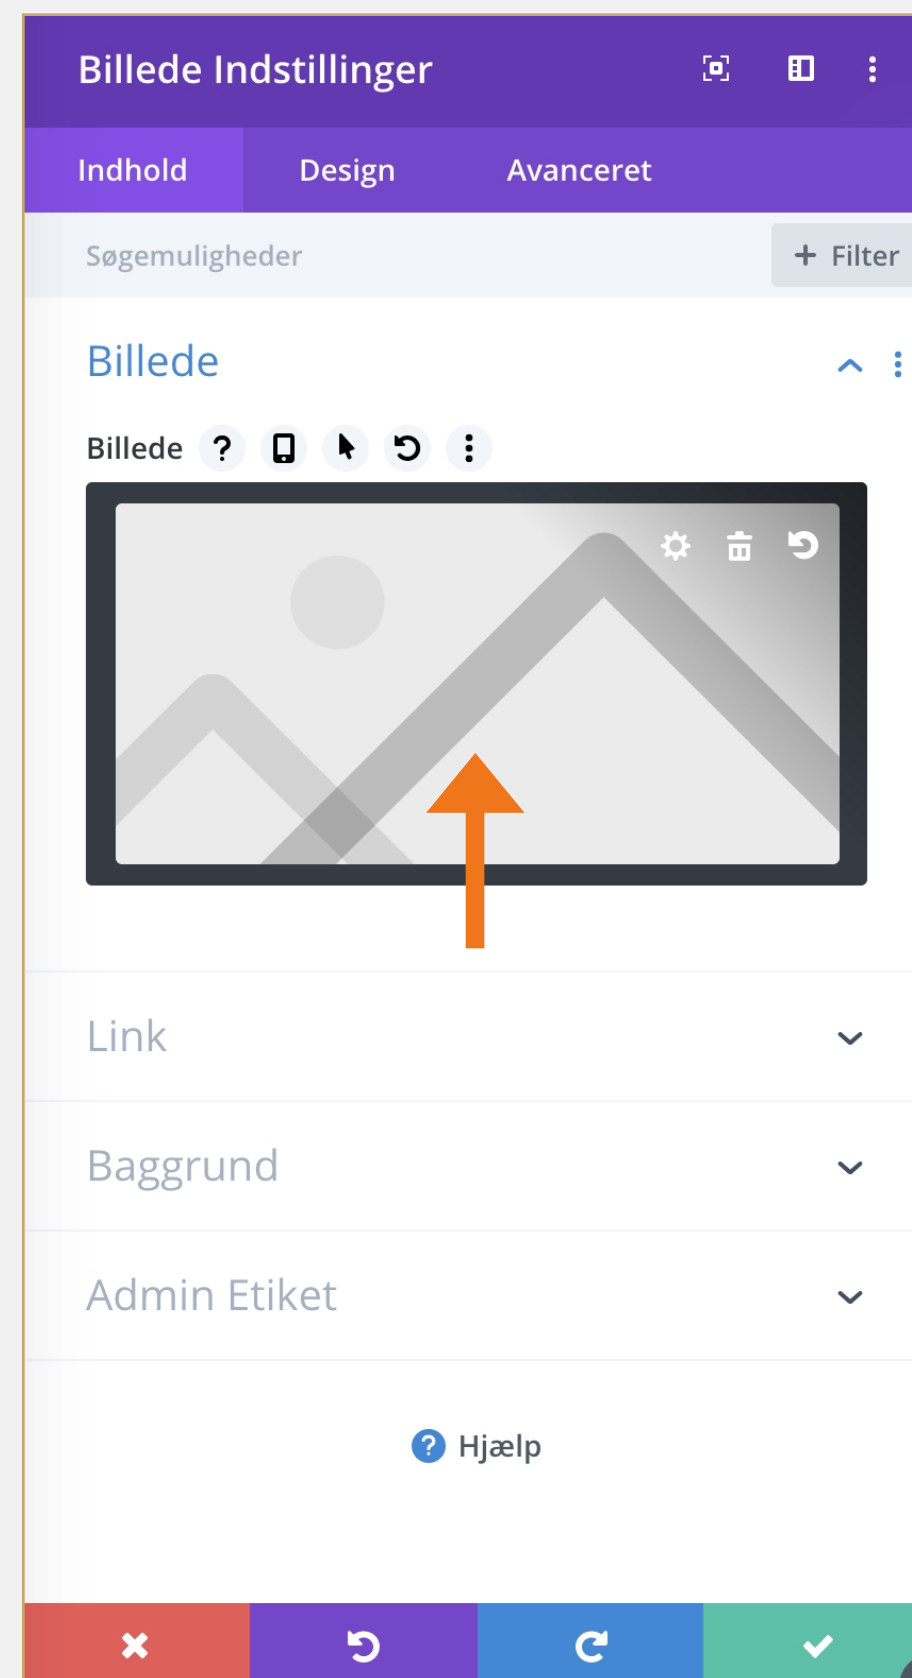 Billede Indstillinger
Indhold Design Avanceret
Søgemuligheder + Filter
Billede
Billede ?
Link
Baggrund
Admin Etiket
? Hjælp